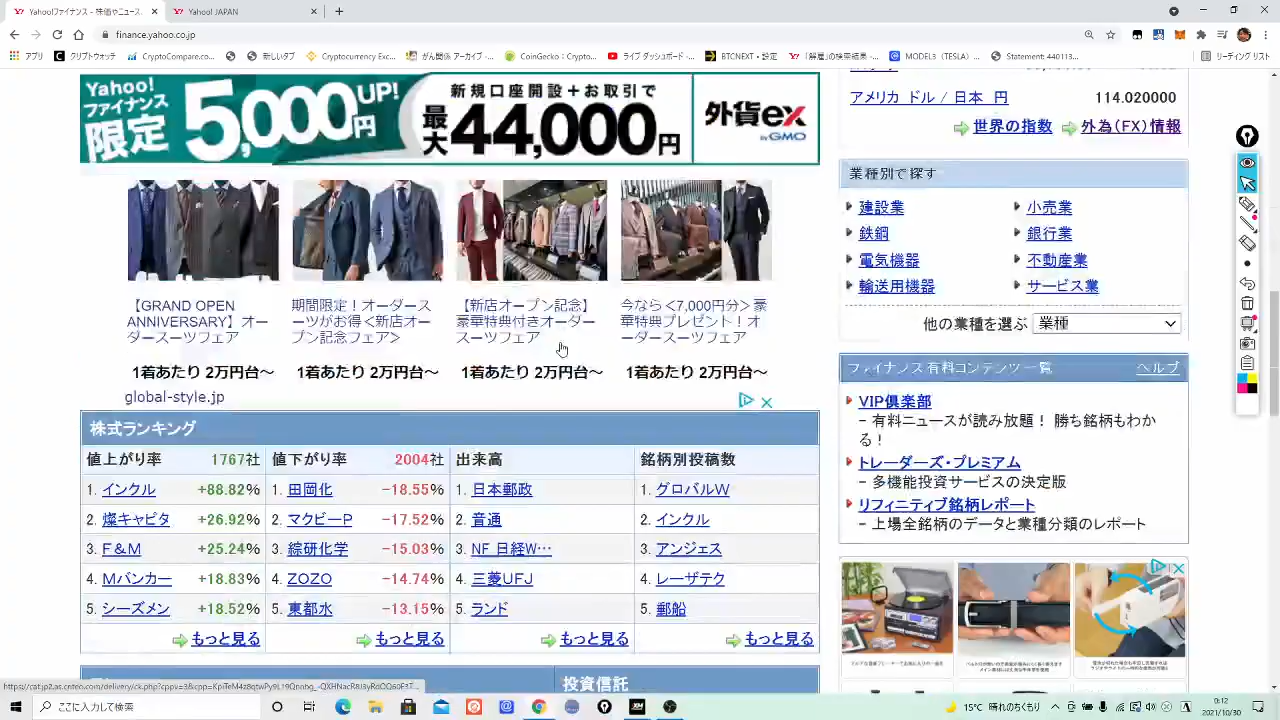 Yahoo!ファイナンス - 株価やニュース...
Yahoo! JAPAN
finance.yahoo.co.jp
アプリ
クリルカのサイト
CryptoCompare.co...
新しいタブ
Cryptocurrency Exc...
がん関係 アーカイブ -...
CoinGecko : Crypto...
ライブ ダッシュボード -...
BTCNEXT • 設定
MODEL3（TESLA）...
Statement: 440113...
リーディング リスト
Yahoo!
ファイナンス
限定
5,000円UP!
新規口座開設+お取引で
最大44,000円
外貨ex
by GMO
アメリカ ドル / 日本 円 114.020000
世界の指数 外為(FX)情報
【GRAND OPEN
ANNIVERSARY】オー
ダースーツフェア
1着あたり 2万円台～
期間限定！オーダース
ーツがお得＜新店オー
プン記念フェア＞
1着あたり 2万円台～
【新店オープン記念】
豪華特典付きオーダー
スーツフェア
1着あたり 2万円台～
今なら＜7,000円分＞豪
華特典プレゼント！オ
ーダースーツフェア
1着あたり 2万円台～
global-style.jp
業種別で探す
建設業 小売業
鉄鋼 銀行業
電気機器 不動産業
輸送用機器 サービス業
他の業種を選ぶ 業種
ファイナンス有料コンテンツ一覧 ヘルプ
VIP倶楽部
- 有料ニュースが読み放題！ 勝ち銘柄もわか
る！
トレーダーズ・プレミアム
- 多機能投資サービスの決定版
リフィニティブ銘柄レポート
- 上場全銘柄のデータと業種分類のレポート
株式ランキング
値上がり率 1767社 値下がり率 2004社 出来高 銘柄別投稿数
1. インクル +88.82% 1. 田岡化 -18.55% 1. 日本郵政 1. グロバルW
2. 燦キャピタ +26.92% 2. マクビーP -17.52% 2. 音通 2. インクル
3. F&M +25.24% 3. 綜研化学 -15.03% 3. NF 日経W… 3. アンジェス
4. Mバンカー +18.83% 4. ZOZO -14.74% 4. 三菱UFJ 4. レーザテク
5. シーズメン +18.52% 5. 東都水 -13.15% 5. ランド 5. 郵船
もっと見る もっと見る もっと見る もっと見る
投資信託
ここに入力して検索
15℃ 晴れのちくもり
A
0:12
2021/10/30